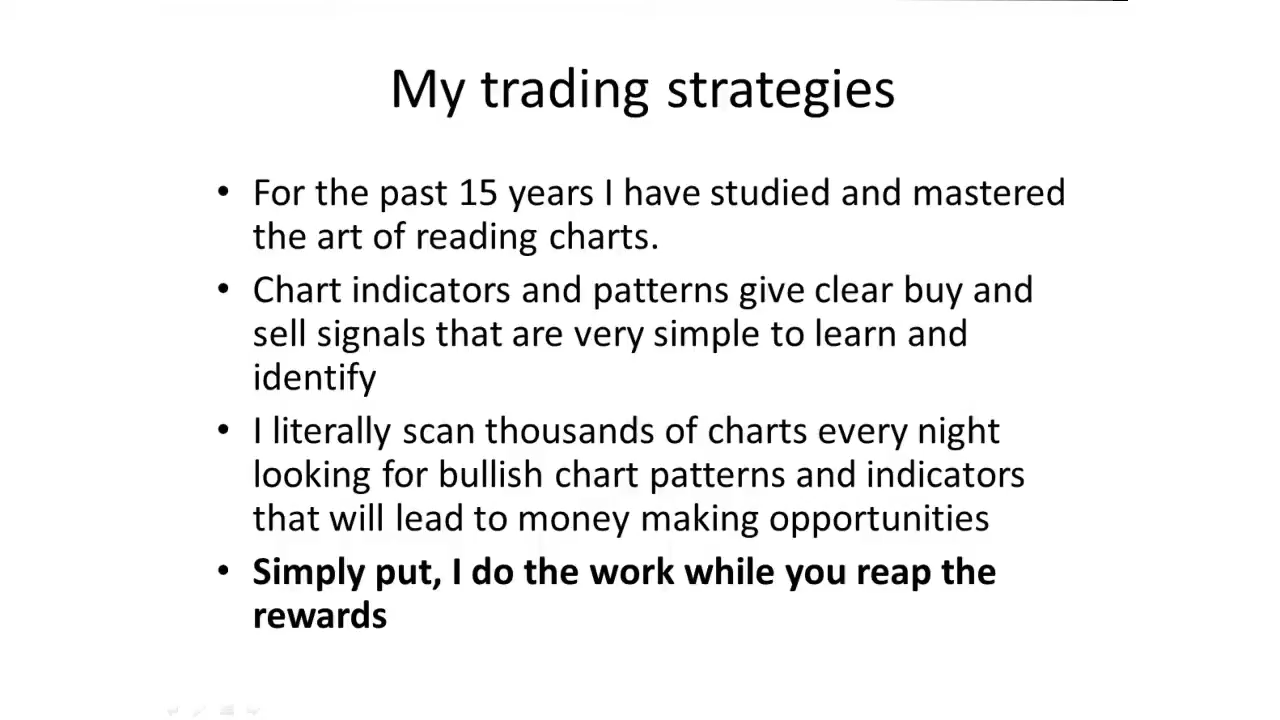 My trading strategies
• For the past 15 years I have studied and mastered
the art of reading charts.
• Chart indicators and patterns give clear buy and
sell signals that are very simple to learn and
identify
• I literally scan thousands of charts every night
looking for bullish chart patterns and indicators
that will lead to money making opportunities
• Simply put, I do the work while you reap the
rewards